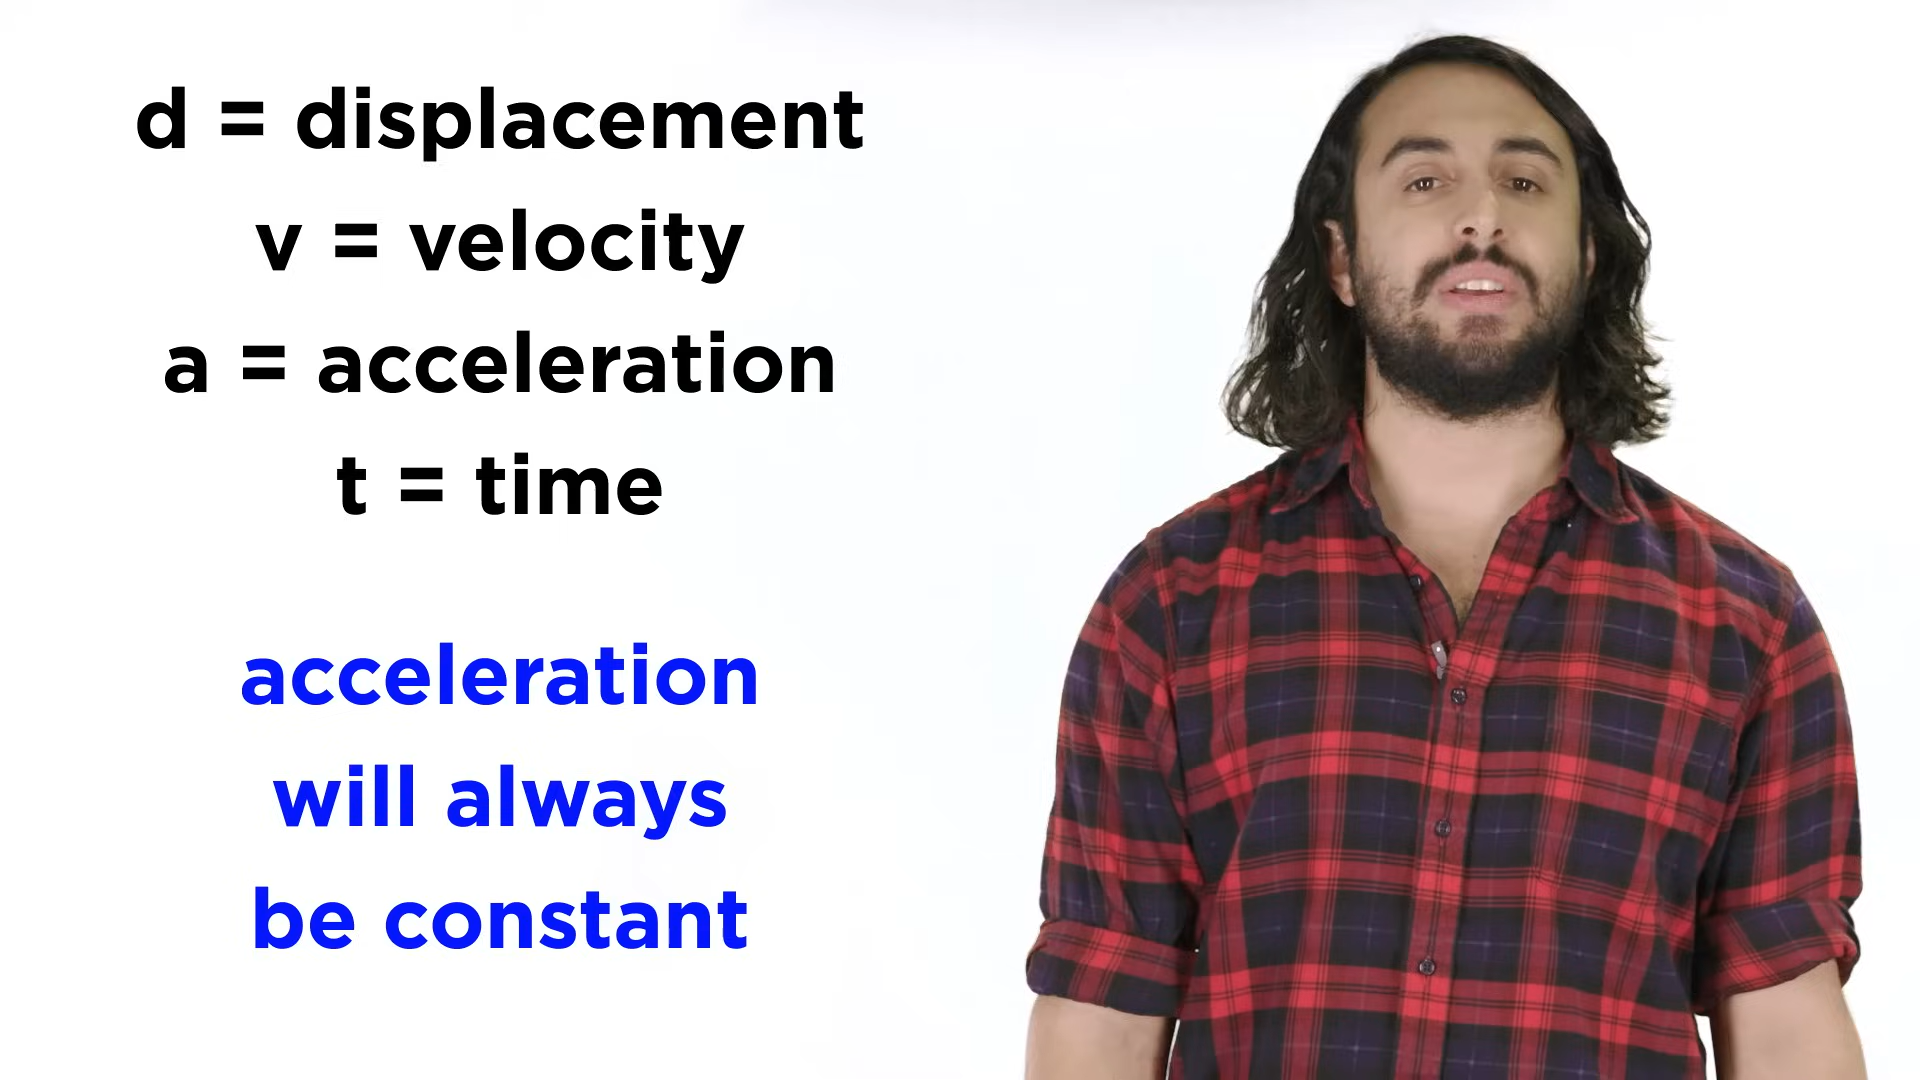 d = displacement
v = velocity
a = acceleration
t = time
acceleration
will always
be constant